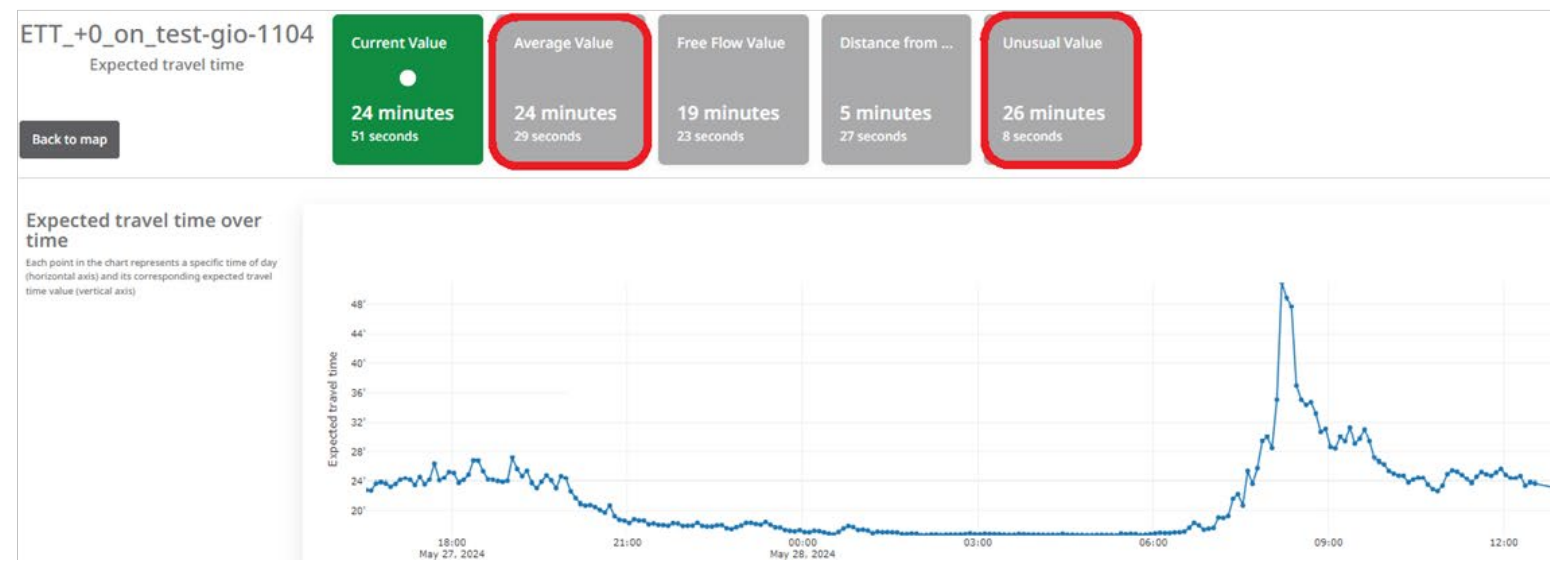 ETT_+0_on_test-gio-1104
Expected travel time
Back to map
Current Value
24 minutes
51 seconds
Average Value
24 minutes
29 seconds
Free Flow Value
19 minutes
23 seconds
Distance from ...
5 minutes
27 seconds
Unusual Value
26 minutes
8 seconds
Expected travel time over
time
Each point in the chart represents a specific time of day
(horizontal axis) and its corresponding expected travel
time value (vertical axis)
Expected travel time
48'
44'
40'
36'
32'
28'
24'
20'
18:00
May 27, 2024
21:00
00:00
May 28, 2024
03:00
06:00
09:00
12:00